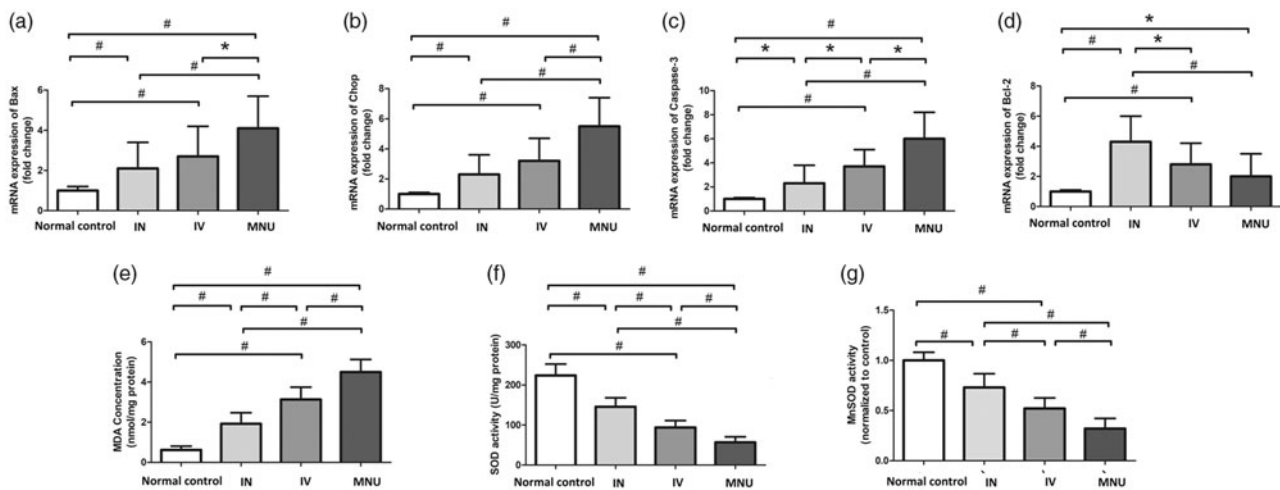 (a)
#
# *
#
#
mRNA expression of Bax
(fold change)
6
4
2
0
Normal control IN IV MNU
(b)
#
# #
#
#
mRNA expression of Chop
(fold change)
8
6
4
2
0
Normal control IN IV MNU
(c)
#
* * *
#
#
mRNA expression of Caspase-3
(fold change)
10
8
6
4
2
0
Normal control IN IV MNU
(d)
*
# *
#
#
mRNA expression of Bcl-2
(fold change)
8
6
4
2
0
Normal control IN IV MNU
(e)
#
# # #
#
#
MDA Concentration
(nmol/mg protein)
6
4
2
0
Normal control IN IV MNU
(f)
#
# # #
#
#
SOD activity (U/mg protein)
300
200
100
0
Normal control IN IV MNU
(g)
#
#
# # #
MnSOD activity
(normalized to control)
1.5
1.0
0.5
0.0
Normal control IN IV MNU